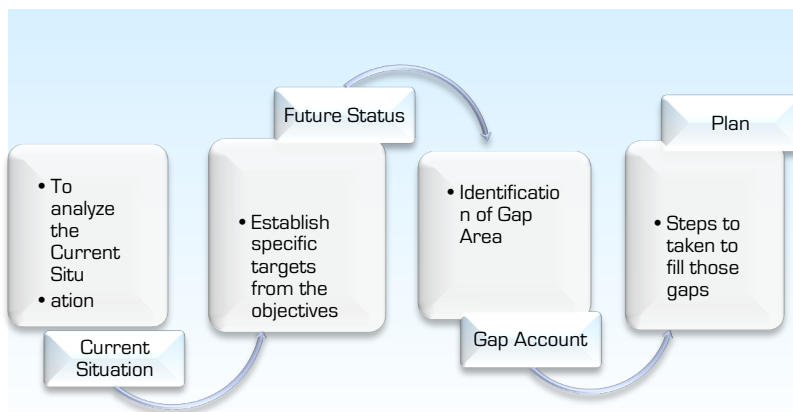 • To
analyze
the
Current
Situ
• ation
Current
Situation
Future Status
• Establish
specific
targets
from the
objectives
• Identificatio
n of Gap
Area
Gap Account
Plan
• Steps to
taken to
fill those
gaps